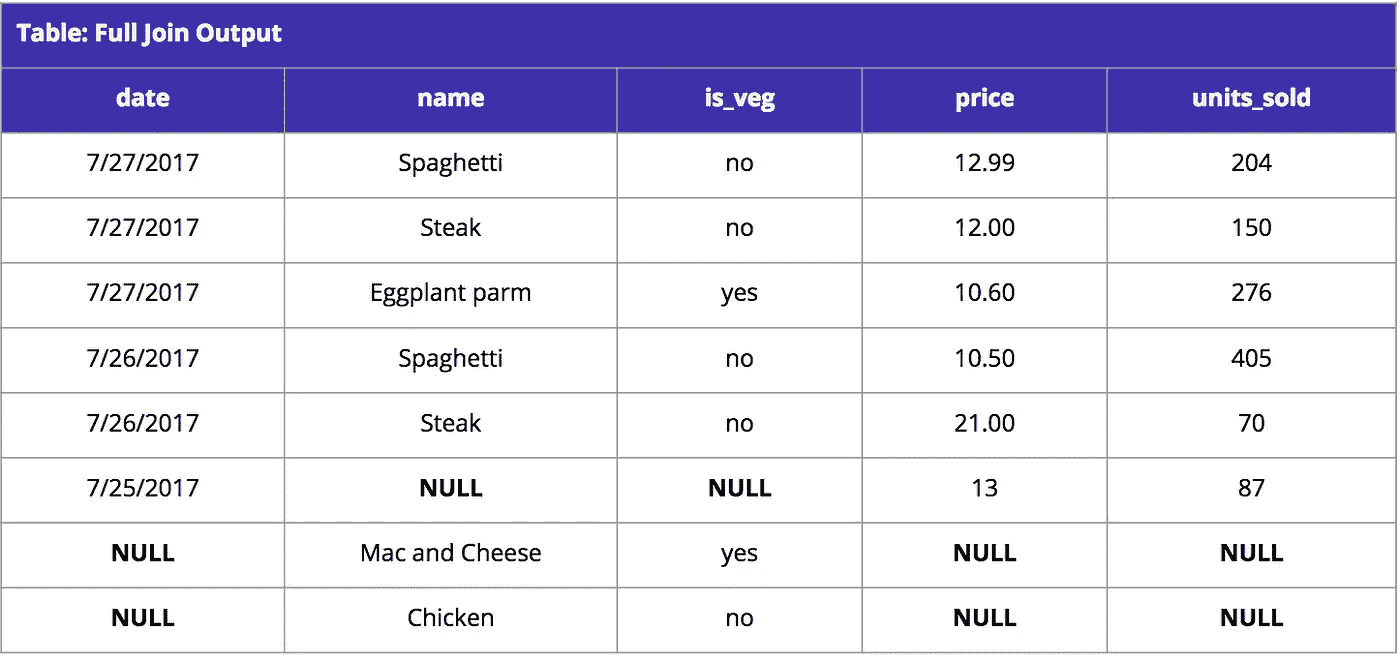 Table: Full Join Output
date name is_veg price units_sold
7/27/2017 Spaghetti no 12.99 204
7/27/2017 Steak no 12.00 150
7/27/2017 Eggplant parm yes 10.60 276
7/26/2017 Spaghetti no 10.50 405
7/26/2017 Steak no 21.00 70
7/25/2017 NULL NULL 13 87
NULL Mac and Cheese yes NULL NULL
NULL Chicken no NULL NULL